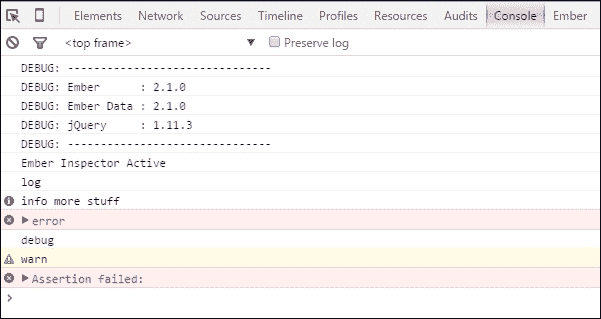 Elements Network Sources Timeline Profiles Resources Audits Console Ember
<top frame> Preserve log
DEBUG: -------------------------------
DEBUG: Ember : 2.1.0
DEBUG: Ember Data : 2.1.0
DEBUG: jQuery : 1.11.3
DEBUG: -------------------------------
Ember Inspector Active
log
info more stuff
error
debug
warn
Assertion failed: